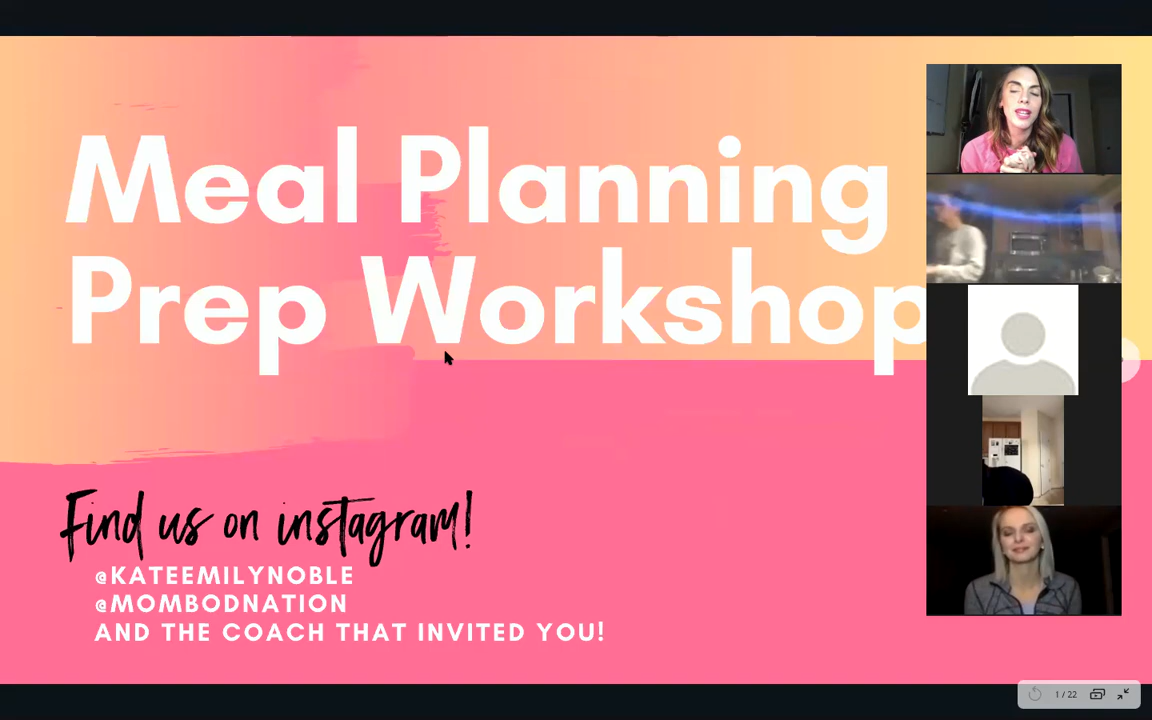 Meal Planning
Prep Workshop
Find us on instagram!
@KATEEMILYNOBLE
@MOMBODNATION
AND THE COACH THAT INVITED YOU!
1 / 22